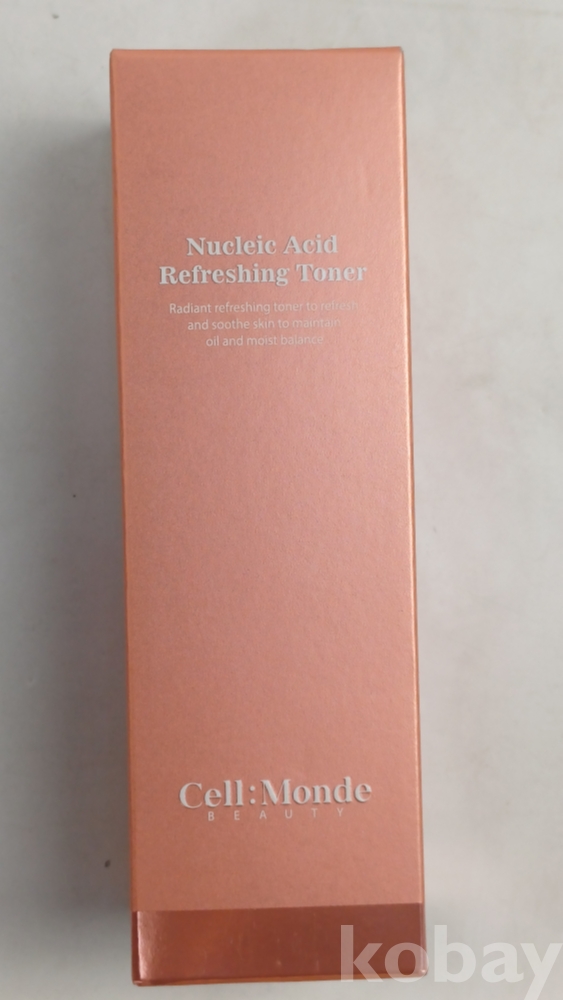 Nucleic Acid
Refreshing Toner
Radiant refreshing toner to refresh
and soothe skin to maintain
oil and moist balance.
Cell:Monde
BEAUTY
kobay